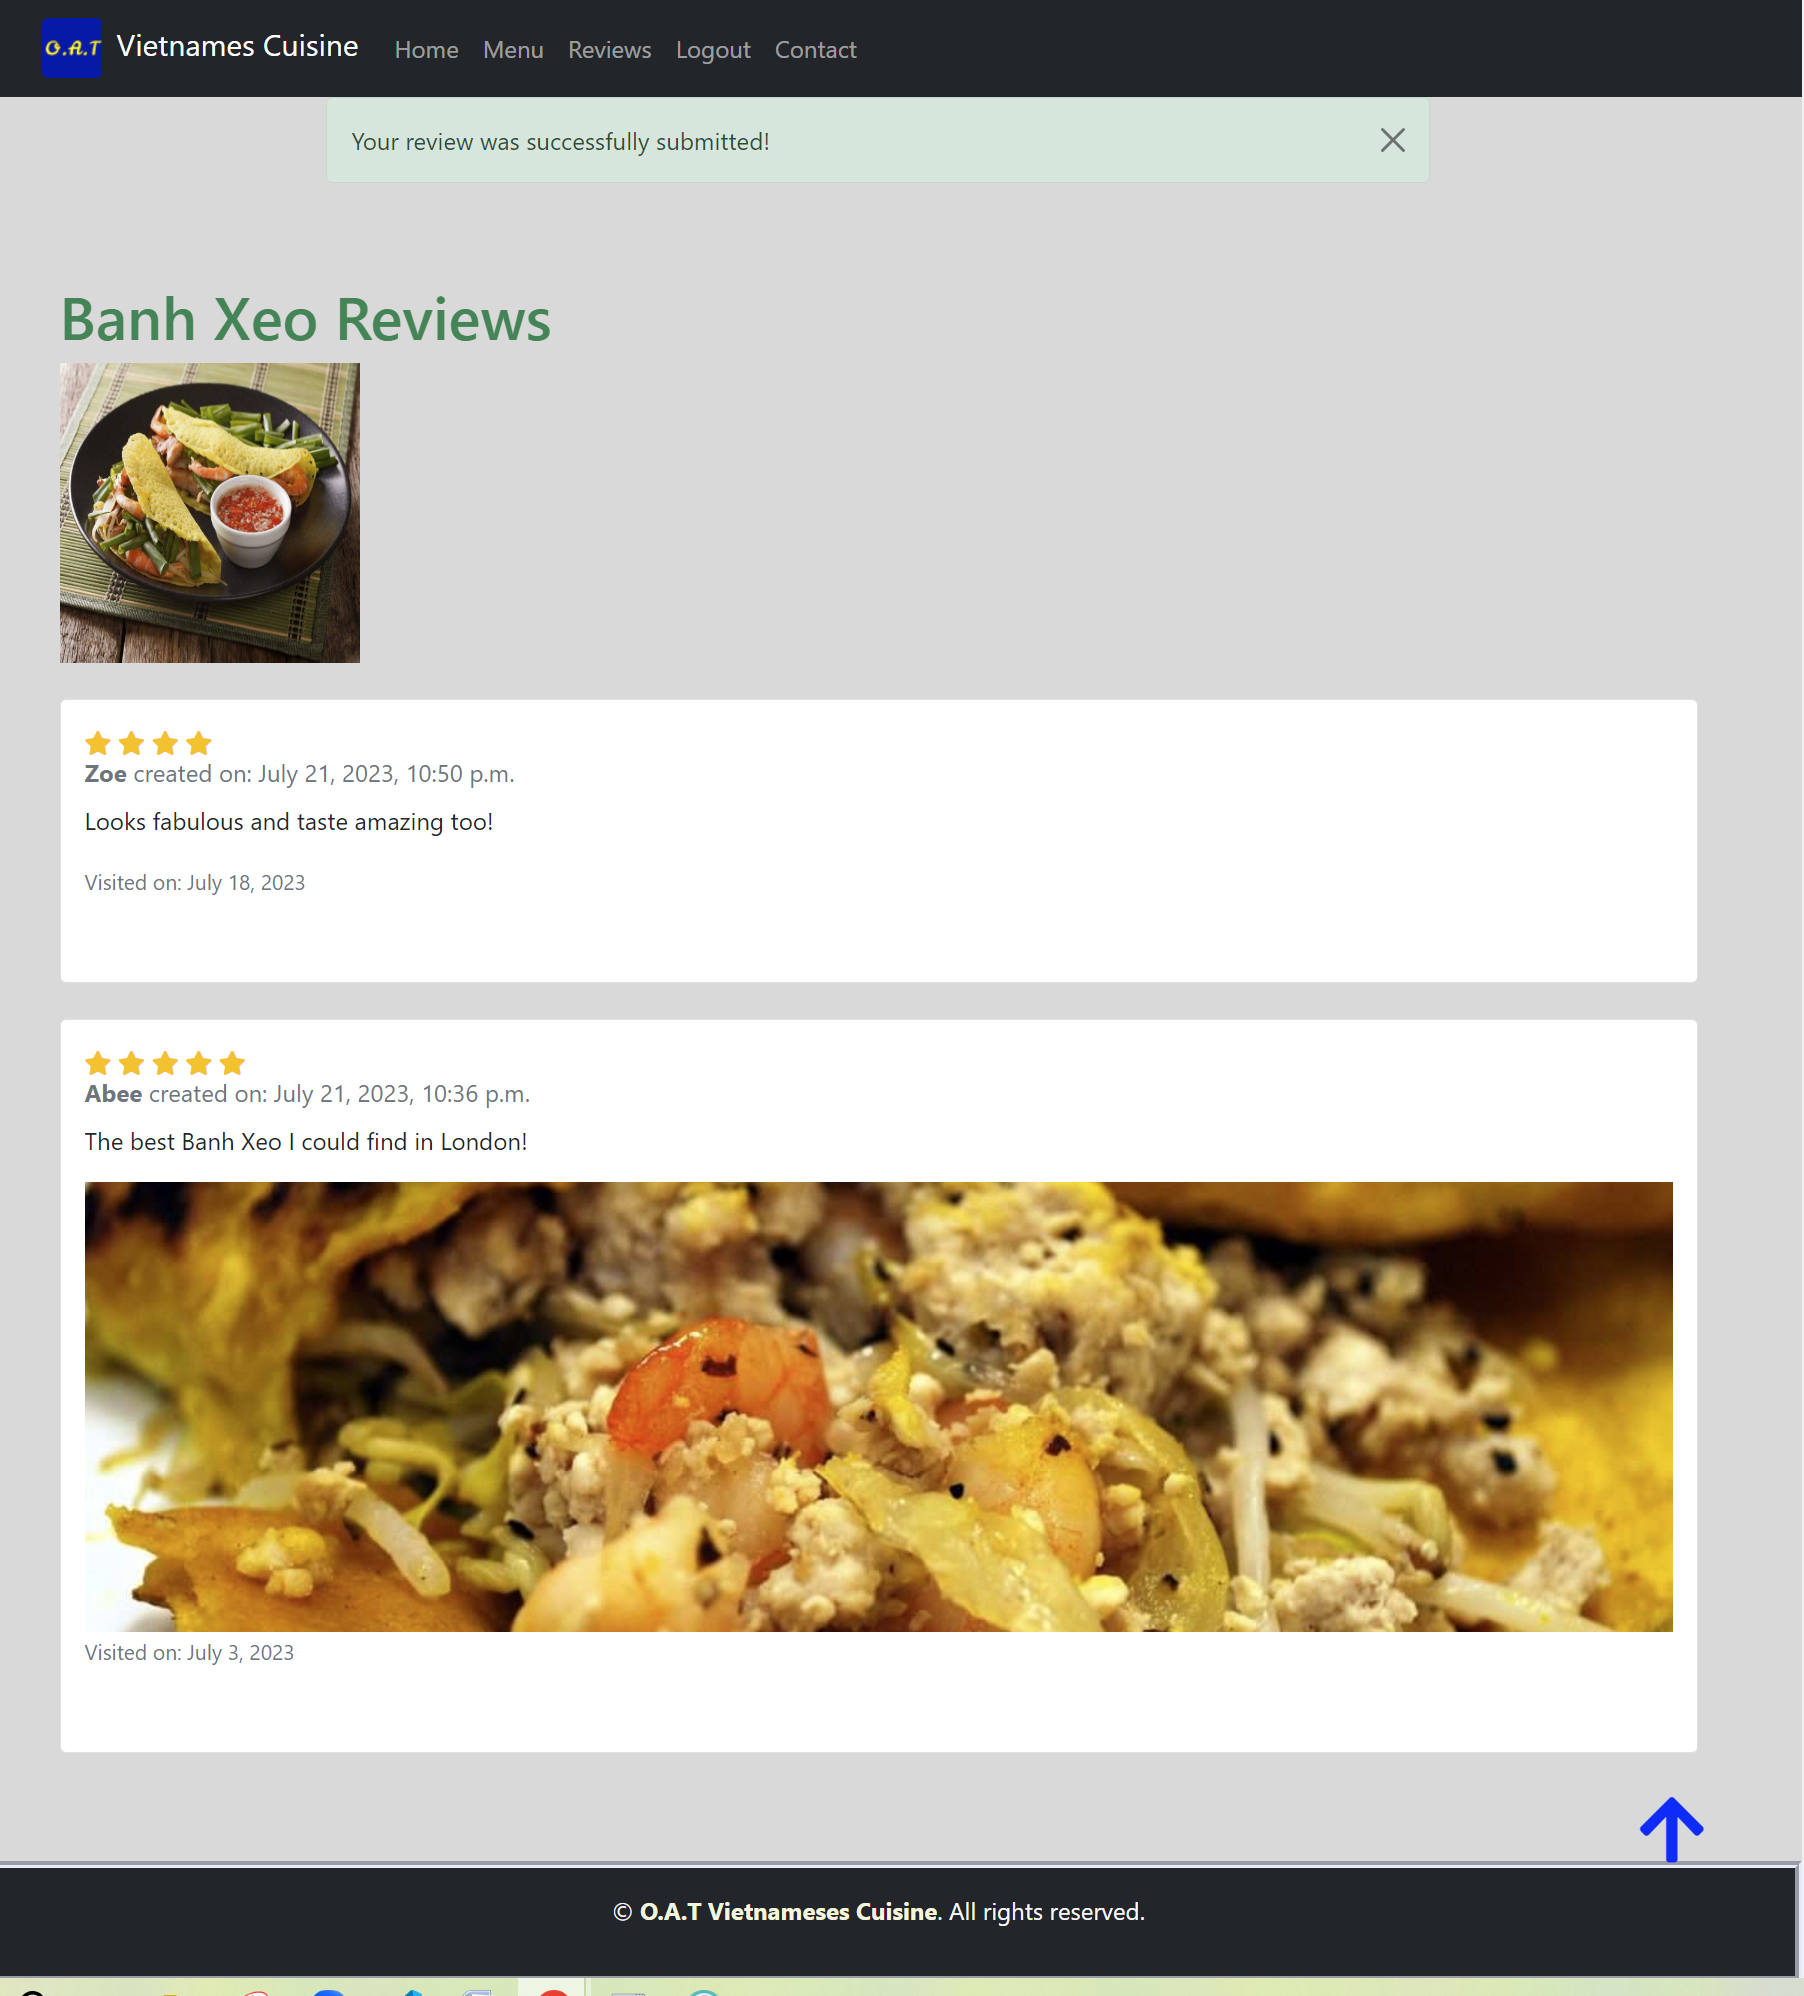 O.A.T Vietnames Cuisine Home Menu Reviews Logout Contact
Your review was successfully submitted!
Banh Xeo Reviews
Zoe created on: July 21, 2023, 10:50 p.m.
Looks fabulous and taste amazing too!
Visited on: July 18, 2023
Abee created on: July 21, 2023, 10:36 p.m.
The best Banh Xeo I could find in London!
Visited on: July 3, 2023
© O.A.T Vietnameses Cuisine. All rights reserved.